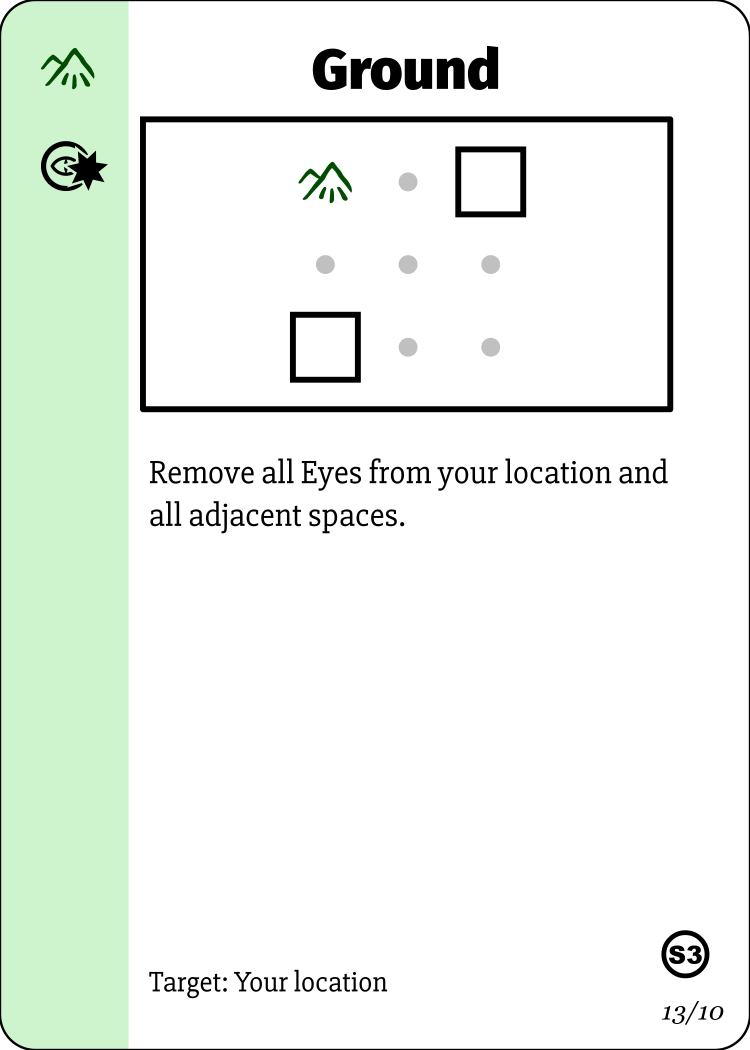 Ground
Remove all Eyes from your location and
all adjacent spaces.
Target: Your location
S3
13/10